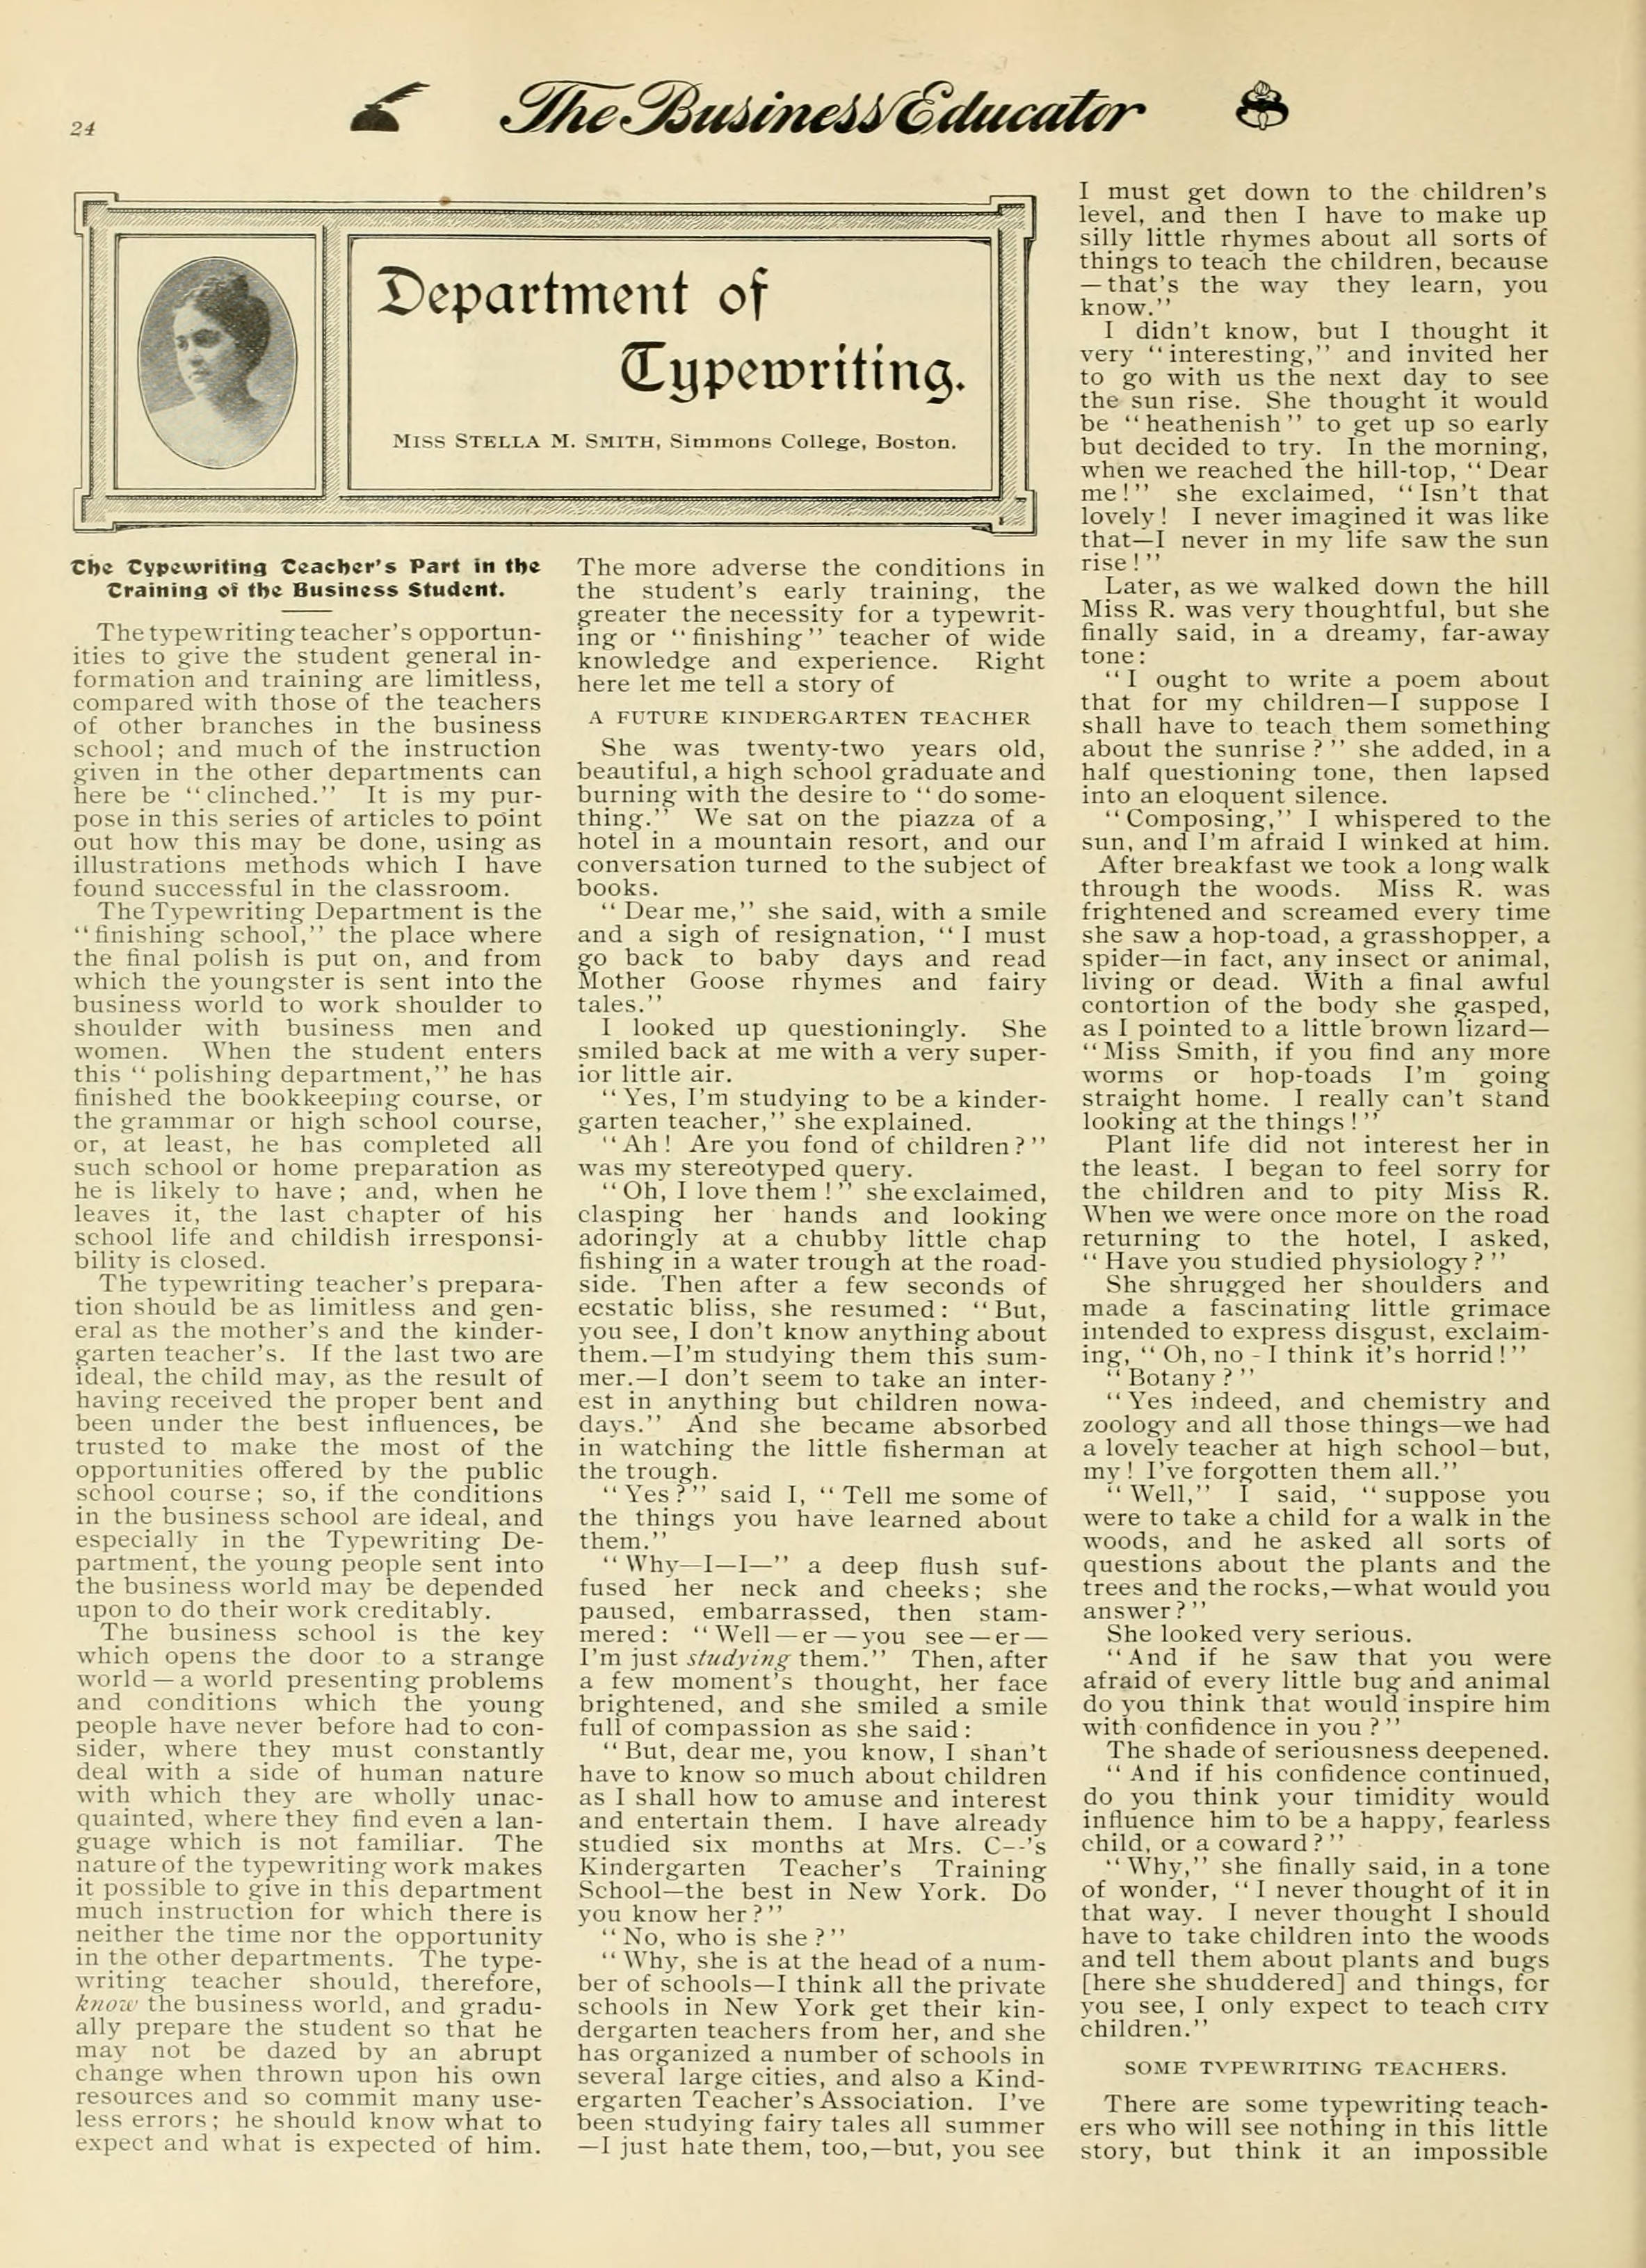 24
The Business Educator
Department of
Typewriting.
MISS STELLA M. SMITH, Simmons College, Boston.
The Typewriting Teacher's Part in the
Training of the Business Student.
The typewriting teacher's opportun-
ities to give the student general in-
formation and training are limitless,
compared with those of the teachers
of other branches in the business
school; and much of the instruction
given in the other departments can
here be "clinched." It is my pur-
pose in this series of articles to point
out how this may be done, using as
illustrations methods which I have
found successful in the classroom.
The Typewriting Department is the
"finishing school," the place where
the final polish is put on, and from
which the youngster is sent into the
business world to work shoulder to
shoulder with business men and
women. When the student enters
this "polishing department," he has
finished the bookkeeping course, or
the grammar or high school course,
or, at least, he has completed all
such school or home preparation as
he is likely to have; and, when he
leaves it, the last chapter of his
school life and childish irresponsi-
bility is closed.
The typewriting teacher's prepara-
tion should be as limitless and gen-
eral as the mother's and the kinder-
garten teacher's. If the last two are
ideal, the child may, as the result of
having received the proper bent and
been under the best influences, be
trusted to make the most of the
opportunities offered by the public
school course; so, if the conditions
in the business school are ideal, and
especially in the Typewriting De-
partment, the young people sent into
the business world may be depended
upon to do their work creditably.
The business school is the key
which opens the door to a strange
world—a world presenting problems
and conditions which the young
people have never before had to con-
sider, where they must constantly
deal with a side of human nature
with which they are wholly unac-
quainted, where they find even a lan-
guage which is not familiar. The
nature of the typewriting work makes
it possible to give in this department
much instruction for which there is
neither the time nor the opportunity
in the other departments. The type-
writing teacher should, therefore,
know the business world, and gradu-
ally prepare the student so that he
may not be dazed by an abrupt
change when thrown upon his own
resources and so commit many use-
less errors; he should know what to
expect and what is expected of him.
The more adverse the conditions in
the student's early training, the
greater the necessity for a typewrit-
ing or "finishing" teacher of wide
knowledge and experience. Right
here let me tell a story of
A FUTURE KINDERGARTEN TEACHER
She was twenty-two years old,
beautiful, a high school graduate and
burning with the desire to "do some-
thing." We sat on the piazza of a
hotel in a mountain resort, and our
conversation turned to the subject of
books.
"Dear me," she said, with a smile
and a sigh of resignation, "I must
go back to baby days and read
Mother Goose rhymes and fairy
tales."
I looked up questioningly. She
smiled back at me with a very super-
ior little air.
"Yes, I'm studying to be a kinder-
garten teacher," she explained.
"Ah! Are you fond of children?"
was my stereotyped query.
"Oh, I love them!" she exclaimed,
clasping her hands and looking
adoringly at a chubby little chap
fishing in a water trough at the road-
side. Then after a few seconds of
ecstatic bliss, she resumed: "But,
you see, I don't know anything about
them.—I'm studying them this sum-
mer.—I don't seem to take an inter-
est in anything but children nowa-
days." And she became absorbed
in watching the little fisherman at
the trough.
"Yes?" said I, "Tell me some of
the things you have learned about
them."
"Why—I—I—" a deep flush suf-
fused her neck and cheeks; she
paused, embarrassed, then stam-
mered: "Well—er—you see—er—
I'm just studying them." Then, after
a few moment's thought, her face
brightened, and she smiled a smile
full of compassion as she said:
"But, dear me, you know, I shan't
have to know so much about children
as I shall how to amuse and interest
and entertain them. I have already
studied six months at Mrs. C--'s
Kindergarten Teacher's Training
School—the best in New York. Do
you know her?"
"No, who is she?"
"Why, she is at the head of a num-
ber of schools—I think all the private
schools in New York get their kin-
dergarten teachers from her, and she
has organized a number of schools in
several large cities, and also a Kind-
ergarten Teacher's Association. I've
been studying fairy tales all summer
—I just hate them, too,—but, you see
I must get down to the children's
level, and then I have to make up
silly little rhymes about all sorts of
things to teach the children, because
—that's the way they learn, you
know."
I didn't know, but I thought it
very "interesting," and invited her
to go with us the next day to see
the sun rise. She thought it would
be "heathenish" to get up so early
but decided to try. In the morning,
when we reached the hill-top, "Dear
me!" she exclaimed, "Isn't that
lovely! I never imagined it was like
that—I never in my life saw the sun
rise!"
Later, as we walked down the hill
Miss R. was very thoughtful, but she
finally said, in a dreamy, far-away
tone:
"I ought to write a poem about
that for my children—I suppose I
shall have to teach them something
about the sunrise?" she added, in a
half questioning tone, then lapsed
into an eloquent silence.
"Composing," I whispered to the
sun, and I'm afraid I winked at him.
After breakfast we took a long walk
through the woods. Miss R. was
frightened and screamed every time
she saw a hop-toad, a grasshopper, a
spider—in fact, any insect or animal,
living or dead. With a final awful
contortion of the body she gasped,
as I pointed to a little brown lizard—
"Miss Smith, if you find any more
worms or hop-toads I'm going
straight home. I really can't stand
looking at the things!"
Plant life did not interest her in
the least. I began to feel sorry for
the children and to pity Miss R.
When we were once more on the road
returning to the hotel, I asked,
"Have you studied physiology?"
She shrugged her shoulders and
made a fascinating little grimace
intended to express disgust, exclaim-
ing, "Oh, no - I think it's horrid!"
"Botany?"
"Yes indeed, and chemistry and
zoology and all those things—we had
a lovely teacher at high school—but,
my! I've forgotten them all."
"Well," I said, "suppose you
were to take a child for a walk in the
woods, and he asked all sorts of
questions about the plants and the
trees and the rocks,—what would you
answer?"
She looked very serious.
"And if he saw that you were
afraid of every little bug and animal
do you think that would inspire him
with confidence in you?"
The shade of seriousness deepened.
"And if his confidence continued,
do you think your timidity would
influence him to be a happy, fearless
child, or a coward?"
"Why," she finally said, in a tone
of wonder, "I never thought of it in
that way. I never thought I should
have to take children into the woods
and tell them about plants and bugs
[here she shuddered] and things, for
you see, I only expect to teach CITY
children."
SOME TYPEWRITING TEACHERS.
There are some typewriting teach-
ers who will see nothing in this little
story, but think it an impossible